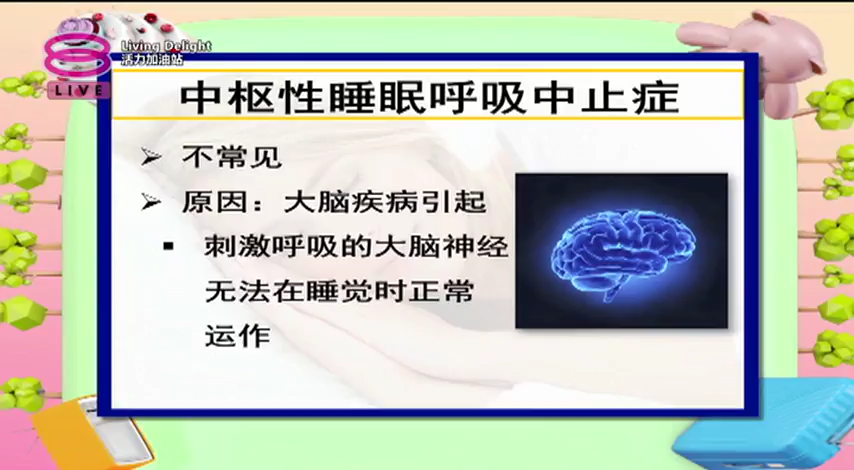 Living Delight
活力加油站
LIVE
中枢性睡眠呼吸中止症
不常见
原因：大脑疾病引起
刺激呼吸的大脑神经
无法在睡觉时正常
运作